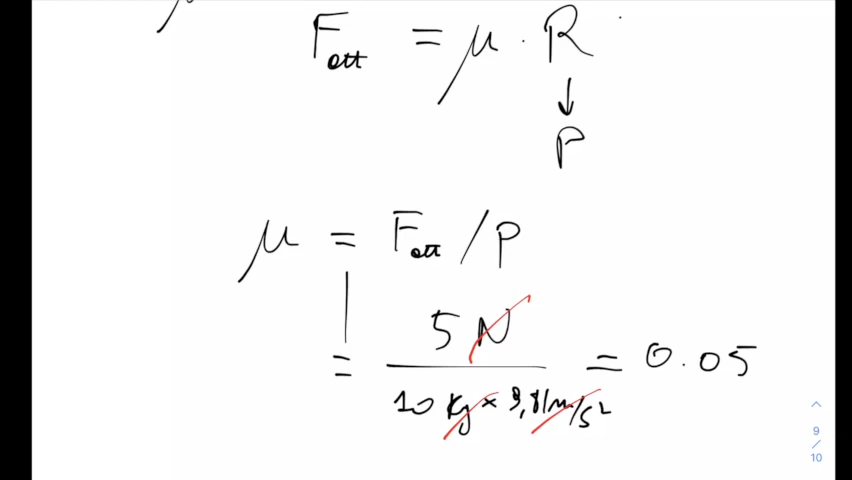 μ
F_att = μ · R
↓
P
μ = F_att / P
= 5 N / 10 kg × 9,81 m/s² = 0.05
9
/
10